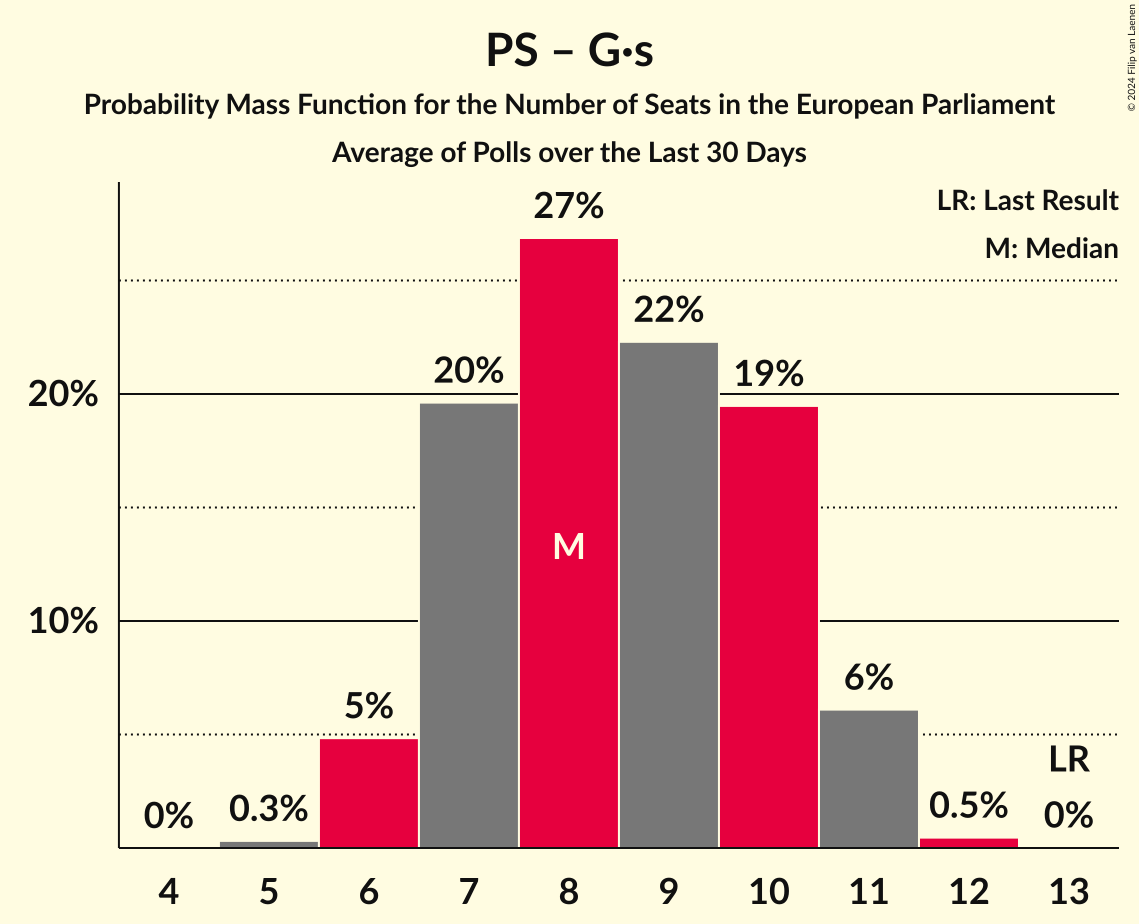 PS – G·s
Probability Mass Function for the Number of Seats in the European Parliament
Average of Polls over the Last 30 Days
© 2024 Filip van Laenen
LR: Last Result
M: Median
20%
10%
0%
0.3%
5%
20%
27%
22%
19%
6%
0.5%
0%
LR
M
4 5 6 7 8 9 10 11 12 13